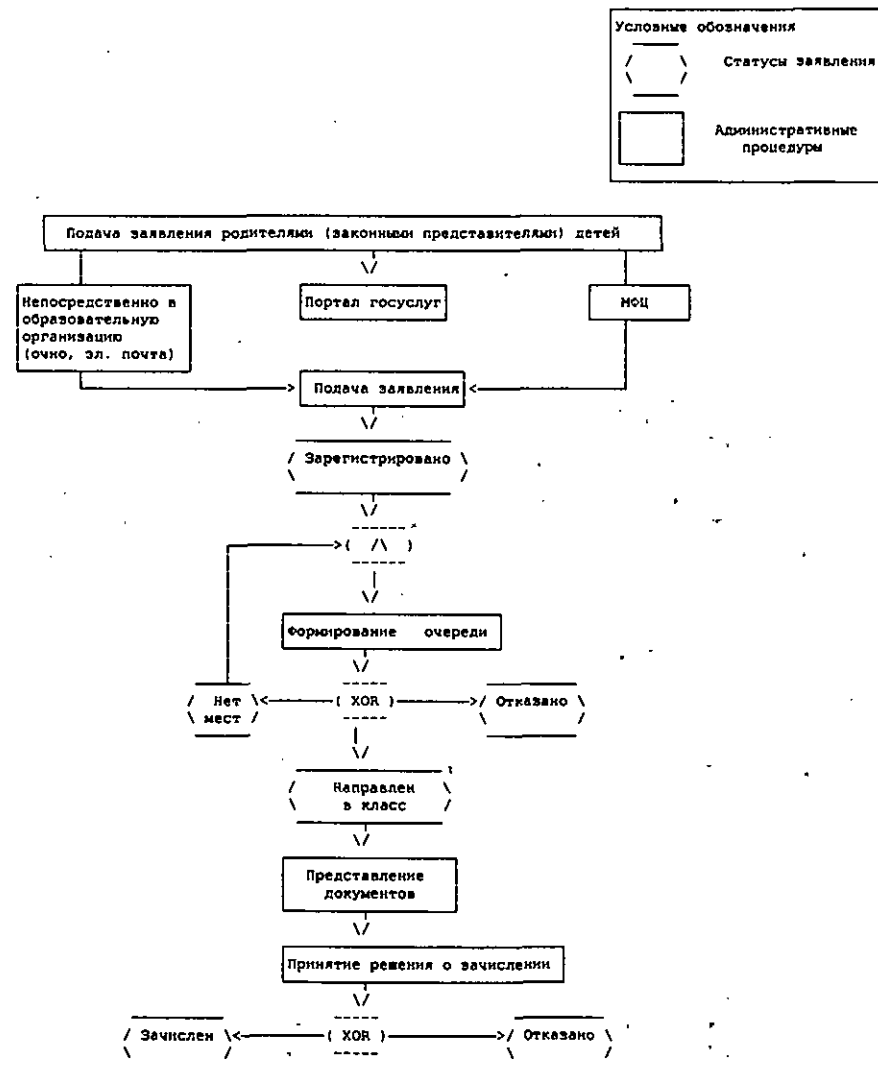 Условные обозначения
Статусы заявления
Административные
процедуры
Подача заявления родителями (законными представителями) детей
Непосредственно в
образовательную
организацию
(очно, эл. почта)
Портал госуслуг
МОЦ
Подача заявления
Зарегистрировано
( /\ )
Формирование очереди
Нет
мест
( XOR )
Отказано
Направлен
в класс
Представление
документов
Принятие решения о зачислении
Зачислен
( XOR )
Отказано